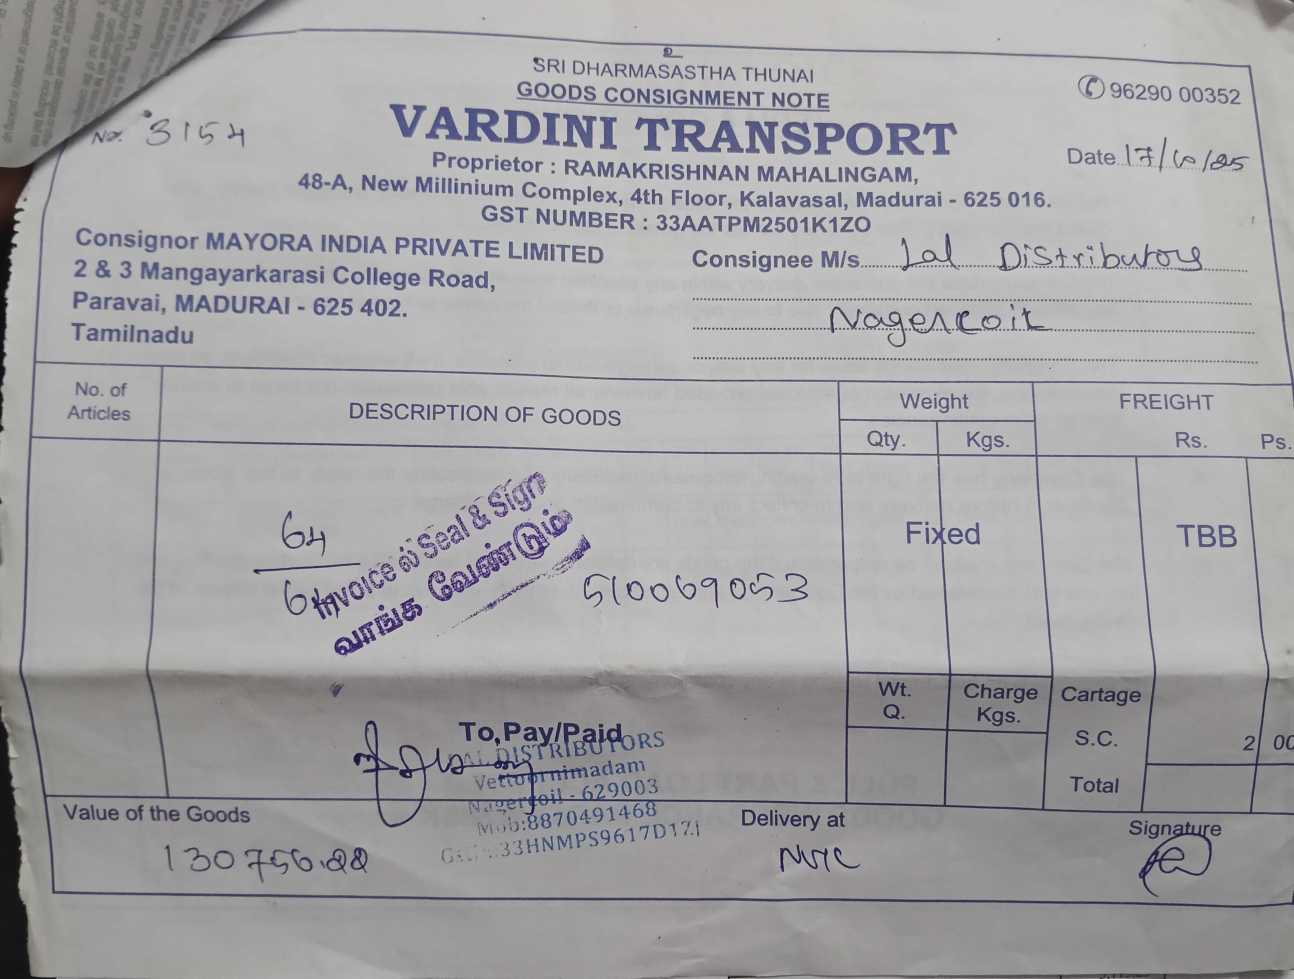 உ
SRI DHARMASASTHA THUNAI
GOODS CONSIGNMENT NOTE
96290 00352
No. 3154
VARDINI TRANSPORT
Date 17/10/25
Proprietor : RAMAKRISHNAN MAHALINGAM,
48-A, New Millinium Complex, 4th Floor, Kalavasal, Madurai - 625 016.
GST NUMBER : 33AATPM2501K1ZO
Consignor MAYORA INDIA PRIVATE LIMITED
2 & 3 Mangayarkarasi College Road,
Paravai, MADURAI - 625 402.
Tamilnadu
Consignee M/s. Lal Distributors
Nagercoil
No. of
Articles
DESCRIPTION OF GOODS
Weight
Qty. Kgs.
FREIGHT
Rs. Ps.
64
64
Invoice ல் Seal & Sign
வாங்க வேண்டும்
510069053
Fixed
TBB
Wt.
Q.
Charge
Kgs.
Cartage
S.C. 2 00
Total
To,Pay/Paid
LAL DISTRIBUTORS
Vettoornimadam
Nagercoil - 629003
Mob:8870491468
33HNMPS9617D1Z1
Value of the Goods
130756.22
Delivery at
Signature